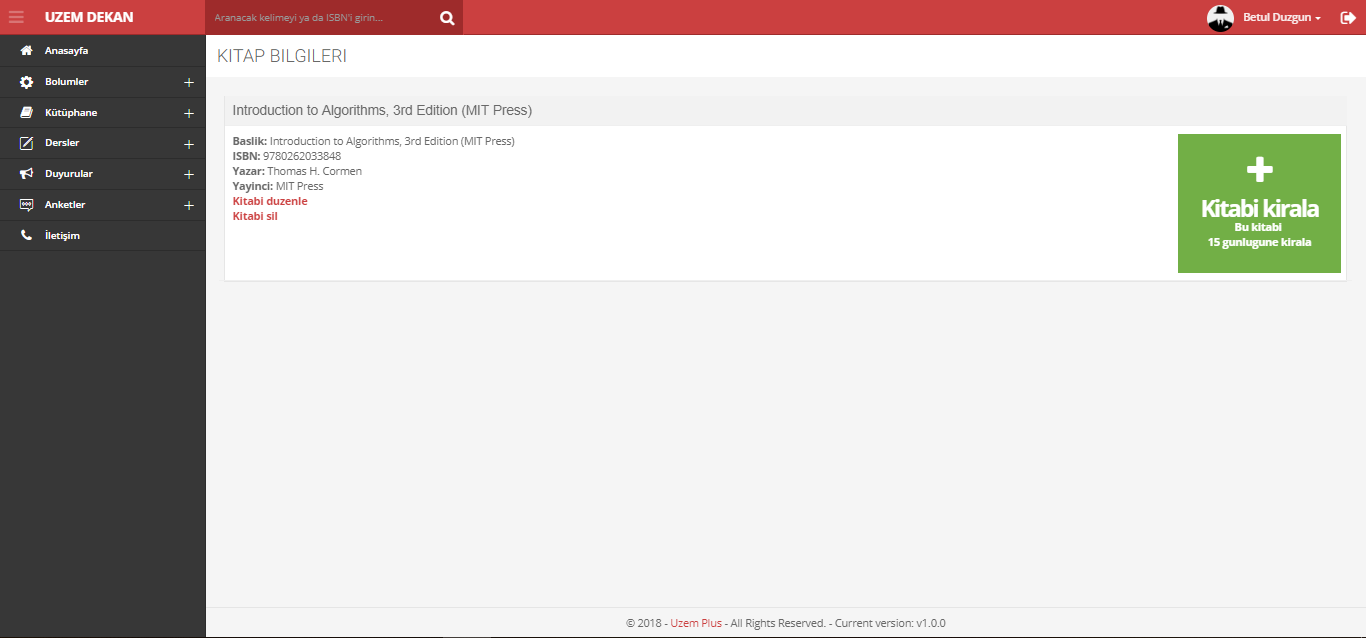 UZEM DEKAN
Aranacak kelimeyi ya da ISBN'i girin...
Betul Duzgun
Anasayfa
Bolumler
Kütüphane
Dersler
Duyurular
Anketler
İletişim
KITAP BILGILERI
Introduction to Algorithms, 3rd Edition (MIT Press)
Baslik: Introduction to Algorithms, 3rd Edition (MIT Press)
ISBN: 9780262033848
Yazar: Thomas H. Cormen
Yayinci: MIT Press
Kitabi duzenle
Kitabi sil
Kitabi kirala
Bu kitabi
15 gunlugune kirala
© 2018 - Uzem Plus - All Rights Reserved. - Current version: v1.0.0